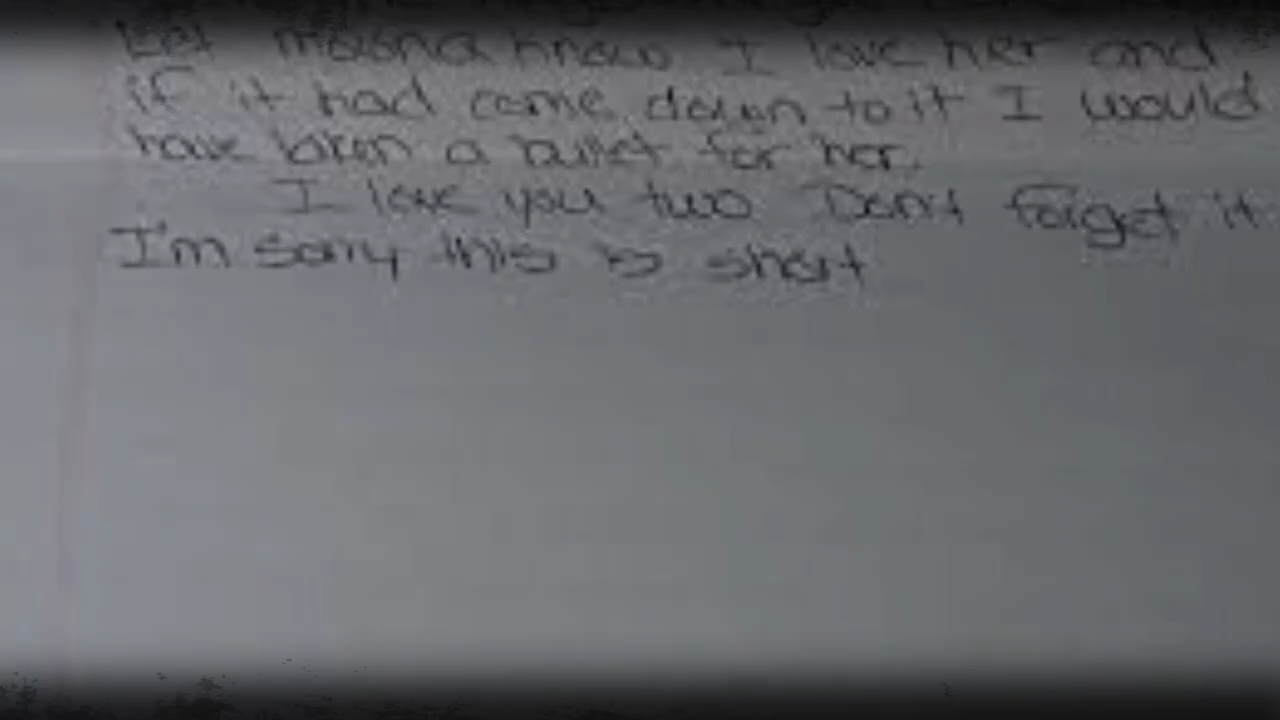 Let know I love her and
if it had come down to it I would
have taken a bullet for her.
I love you two Don't forget it
I'm sorry this is short